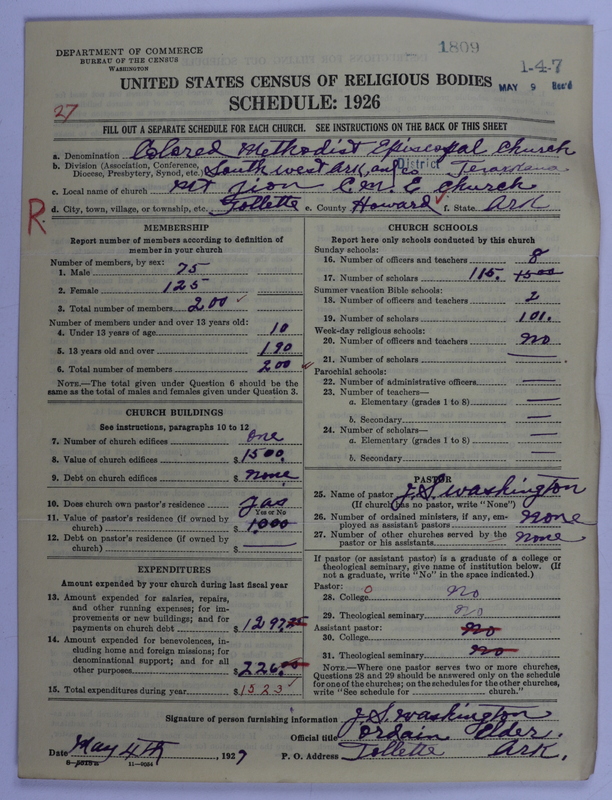 DEPARTMENT OF COMMERCE
BUREAU OF THE CENSUS
WASHINGTON
1809
1-4-7
MAY 9 Rec'd
UNITED STATES CENSUS OF RELIGIOUS BODIES
SCHEDULE: 1926
27
FILL OUT A SEPARATE SCHEDULE FOR EACH CHURCH. SEE INSTRUCTIONS ON THE BACK OF THIS SHEET
a. Denomination Colored Methodist Episcopal Church
b. Division (Association, Conference, Diocese, Presbytery, Synod, etc.) South west Ark, District Texarkana
c. Local name of church Mt Zion C.M.E. Church
R d. City, town, village, or township, etc. Tollette e. County Howard f. State Ark
MEMBERSHIP
Report number of members according to definition of member in your church
Number of members, by sex:
1. Male 75
2. Female 125
3. Total number of members 200
Number of members under and over 13 years old:
4. Under 13 years of age 10
5. 13 years old and over 190
6. Total number of members 200
NOTE.—The total given under Question 6 should be the same as the total of males and females given under Question 3.
CHURCH BUILDINGS
See instructions, paragraphs 10 to 12
7. Number of church edifices one
8. Value of church edifices $ 1500.
9. Debt on church edifices $ none
10. Does church own pastor's residence yas
Yes or No
11. Value of pastor's residence (if owned by church) $ 1,000
12. Debt on pastor's residence (if owned by church) $ —
EXPENDITURES
Amount expended by your church during last fiscal year
13. Amount expended for salaries, repairs, and other running expenses; for improvements or new buildings; and for payments on church debt $ 1297.
14. Amount expended for benevolences, including home and foreign missions; for denominational support; and for all other purposes $ 226.
15. Total expenditures during year $ 1523
CHURCH SCHOOLS
Report here only schools conducted by this church
Sunday schools:
16. Number of officers and teachers 8
17. Number of scholars 115. 1500
Summer vacation Bible schools:
18. Number of officers and teachers 2
19. Number of scholars 101.
Week-day religious schools:
20. Number of officers and teachers no
21. Number of scholars —
Parochial schools:
22. Number of administrative officers —
23. Number of teachers—
a. Elementary (grades 1 to 8) —
b. Secondary —
24. Number of scholars—
a. Elementary (grades 1 to 8) —
b. Secondary —
PASTOR
25. Name of pastor J.S. Washington
(If church has no pastor, write "None")
26. Number of ordained ministers, if any, employed as assistant pastors none
27. Number of other churches served by the pastor or his assistants none
If pastor (or assistant pastor) is a graduate of a college or theological seminary, give name of institution below. (If not a graduate, write "No" in the space indicated.)
Pastor:
28. College 0 No
29. Theological seminary No
Assistant pastor:
30. College No
31. Theological seminary No
NOTE.—Where one pastor serves two or more churches, Questions 28 and 29 should be answered only on the schedule for one of the churches; on the schedules for the other churches, write "See schedule for church."
Signature of person furnishing information J.S. Washington
Official title Ordain Elder.
Date May 4th, 1927 P. O. Address Tollette Ark.
11—9034